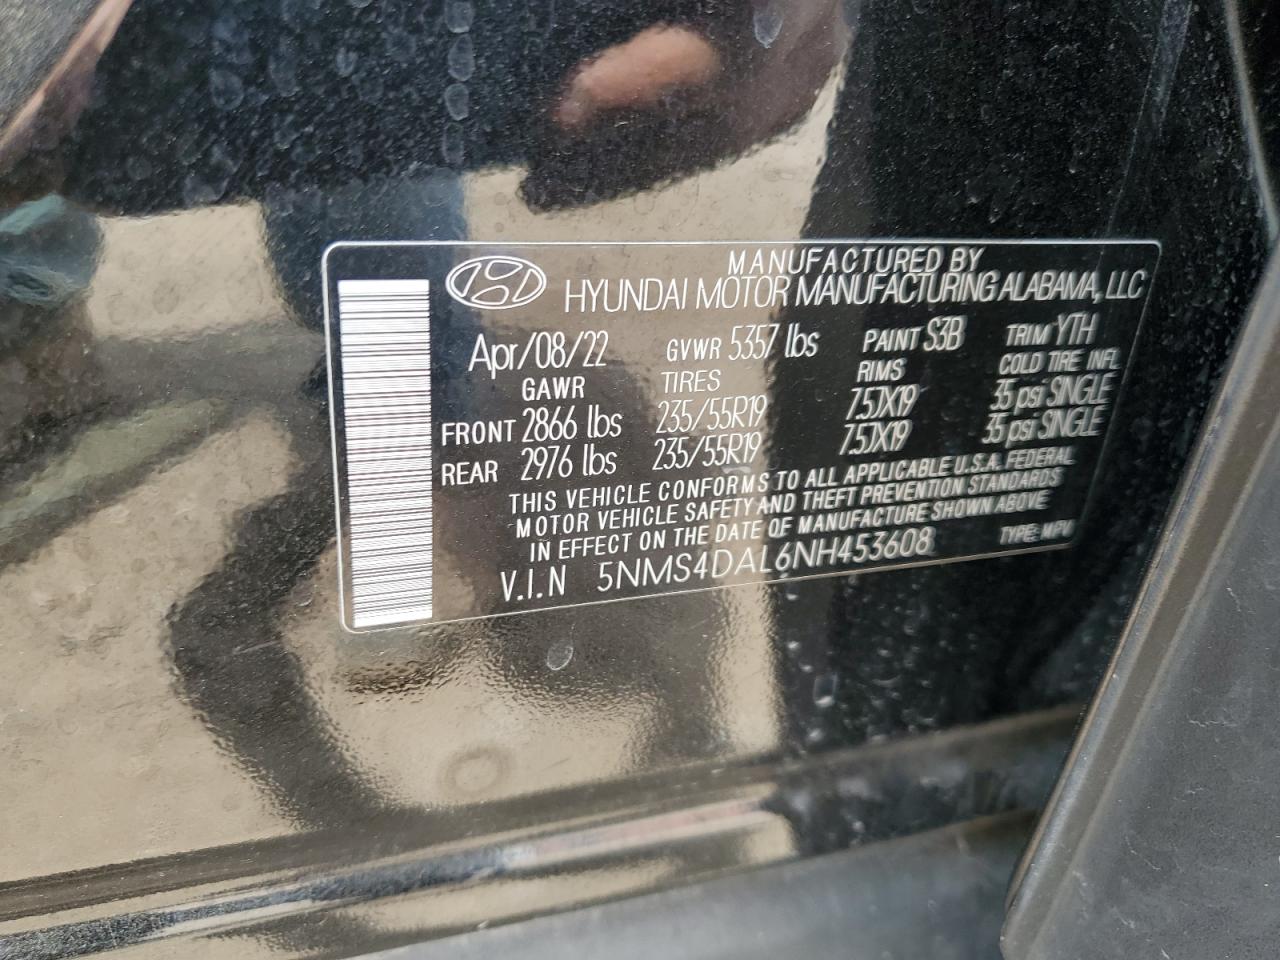 MANUFACTURED BY
HYUNDAI MOTOR MANUFACTURING ALABAMA, LLC
Apr/08/22 GVWR 5357 lbs PAINT S3B TRIM YTH
GAWR TIRES RIMS COLD TIRE INFL
FRONT 2866 lbs 235/55R19 7.5JX19 35 psi SINGLE
REAR 2976 lbs 235/55R19 7.5JX19 35 psi SINGLE
THIS VEHICLE CONFORMS TO ALL APPLICABLE U.S.A. FEDERAL
MOTOR VEHICLE SAFETY AND THEFT PREVENTION STANDARDS
IN EFFECT ON THE DATE OF MANUFACTURE SHOWN ABOVE
V.I.N 5NMS4DAL6NH453608 TYPE: MPV